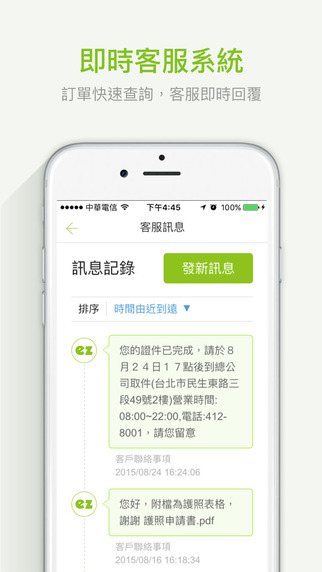 即時客服系統
訂單快速查詢，客服即時回覆
中華電信 下午4:45 100%
客服訊息
訊息記錄 發新訊息
排序 時間由近到遠 ▼
ez
您的證件已完成，請於８
月２４日１７點後到總公
司取件(台北市民生東路三
段49號2樓)營業時間:
08:00~22:00,電話:412-
8001，請您留意
客戶聯絡事項
2015/08/24 16:24:06
ez
您好，附檔為護照表格，
謝謝 護照申請書.pdf
客戶聯絡事項
2015/08/16 16:18:34